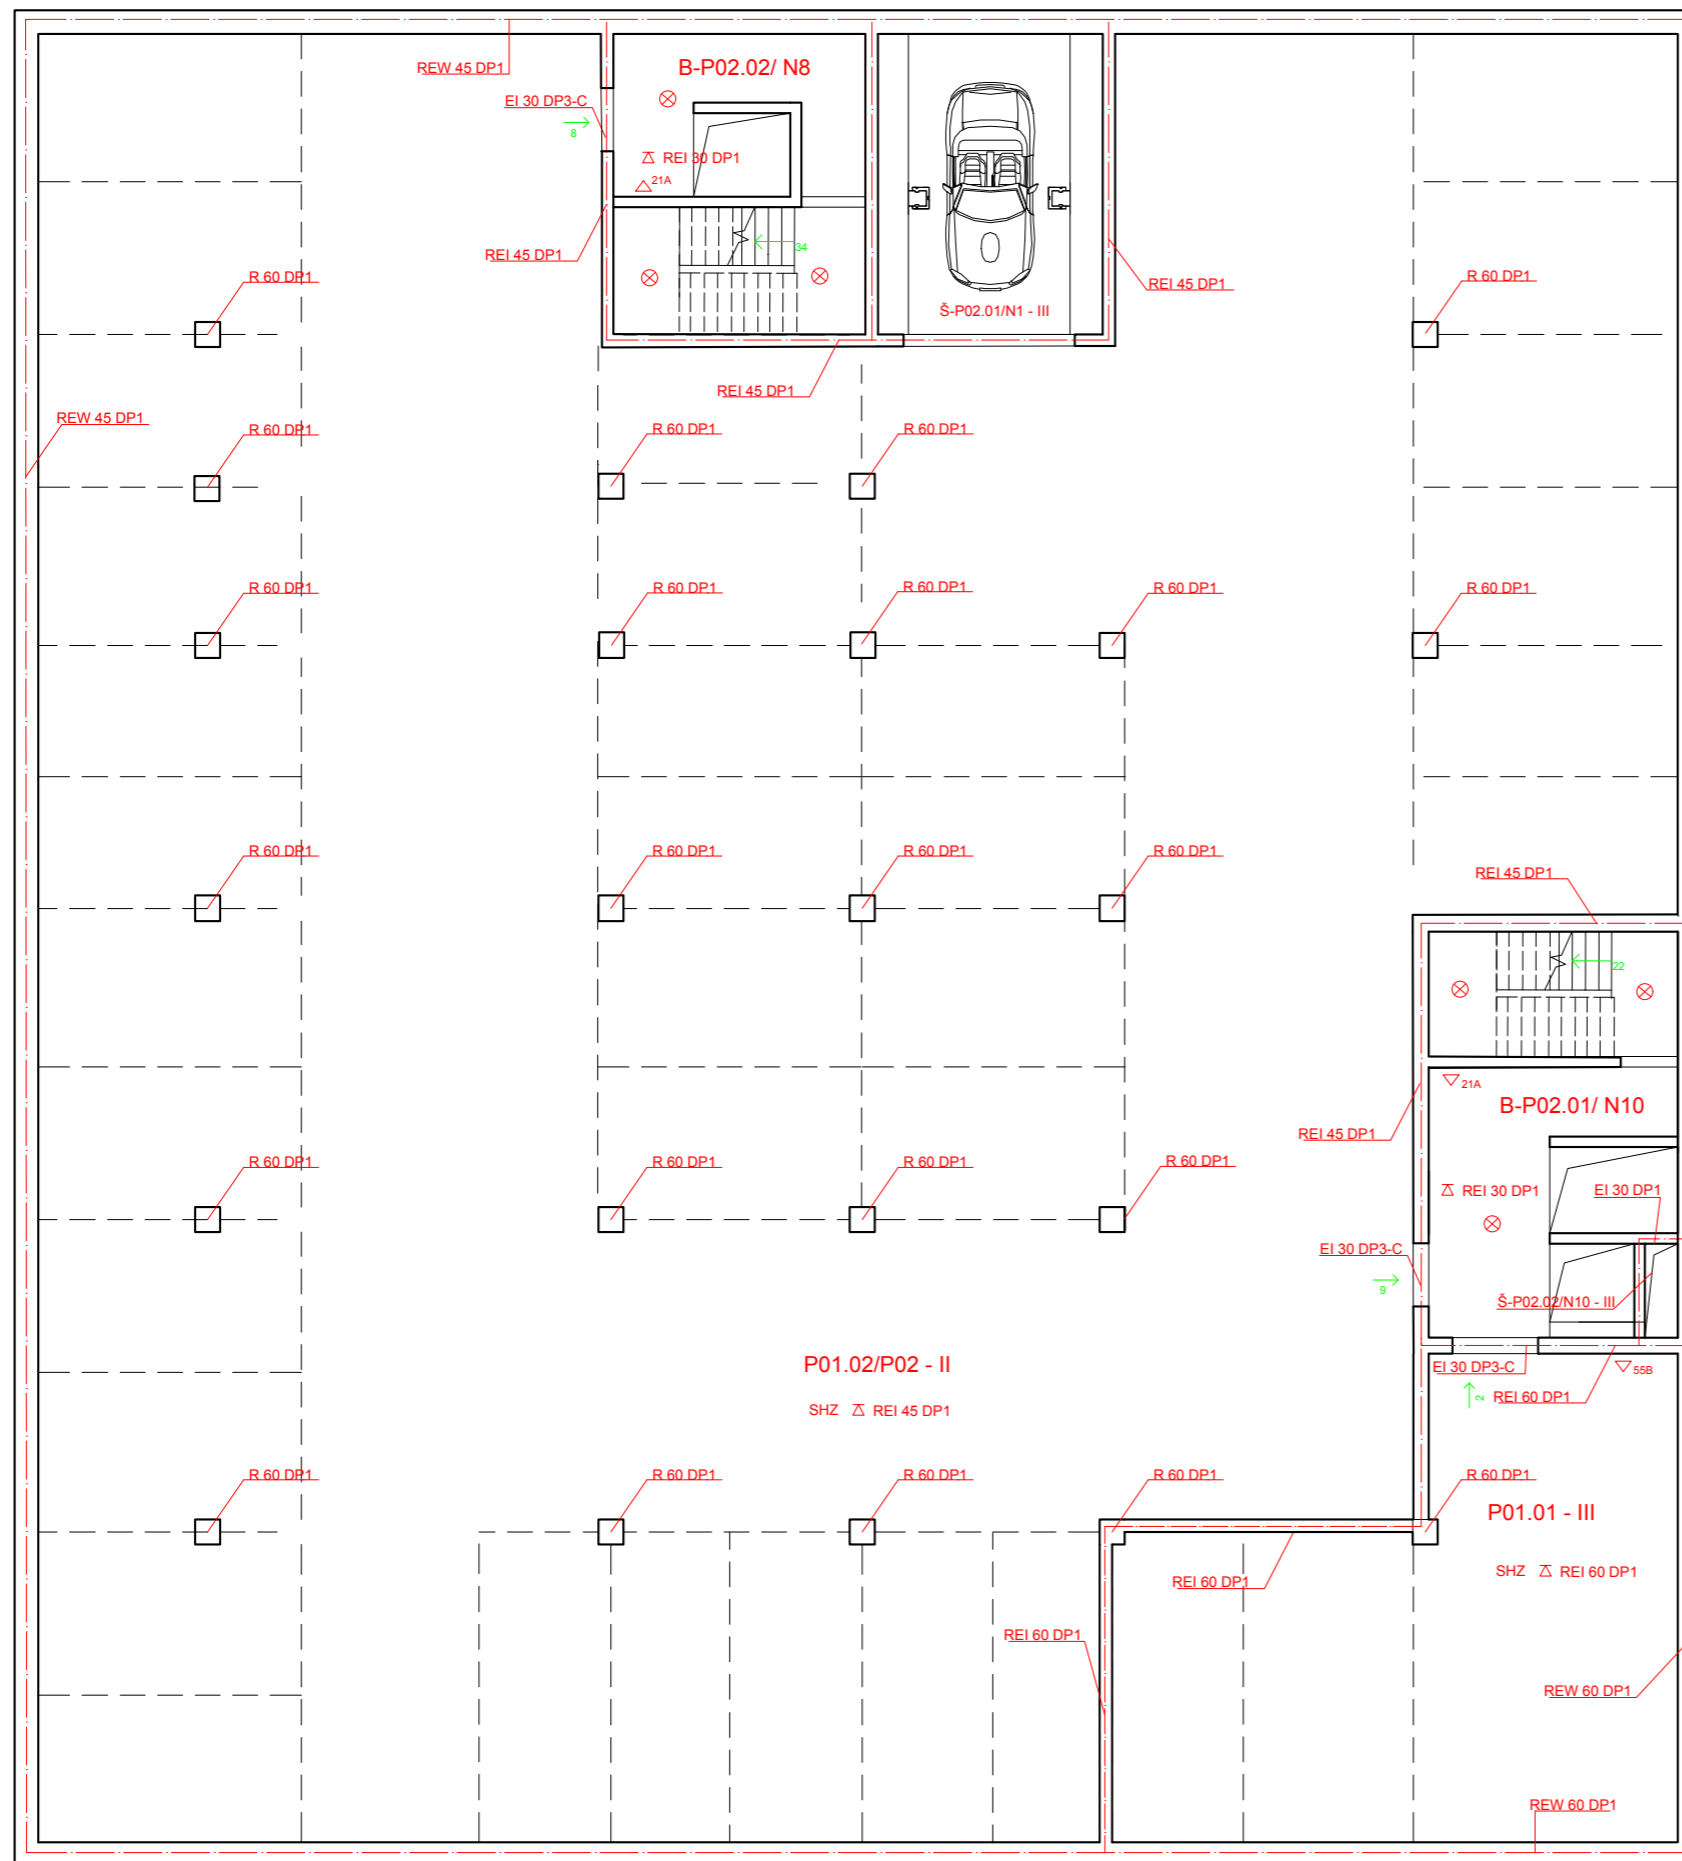 REW 45 DP1
B-P02.02/ N8
EI 30 DP3-C
8
REI 30 DP1
21A
REI 45 DP1
34
REI 45 DP1
Š-P02.01/N1 - III
R 60 DP1
R 60 DP1
REI 45 DP1
REW 45 DP1
R 60 DP1
R 60 DP1
R 60 DP1
R 60 DP1
R 60 DP1
R 60 DP1
R 60 DP1
R 60 DP1
R 60 DP1
R 60 DP1
R 60 DP1
R 60 DP1
REI 45 DP1
22
21A
B-P02.01/ N10
REI 45 DP1
R 60 DP1
R 60 DP1
R 60 DP1
R 60 DP1
REI 30 DP1
EI 30 DP1
EI 30 DP3-C
9
Š-P02.02/N10 - III
P01.02/P02 - II
EI 30 DP3-C
55B
2
REI 60 DP1
SHZ REI 45 DP1
R 60 DP1
R 60 DP1
R 60 DP1
R 60 DP1
R 60 DP1
P01.01 - III
SHZ REI 60 DP1
REI 60 DP1
REI 60 DP1
REW 60 DP1
REW 60 DP1